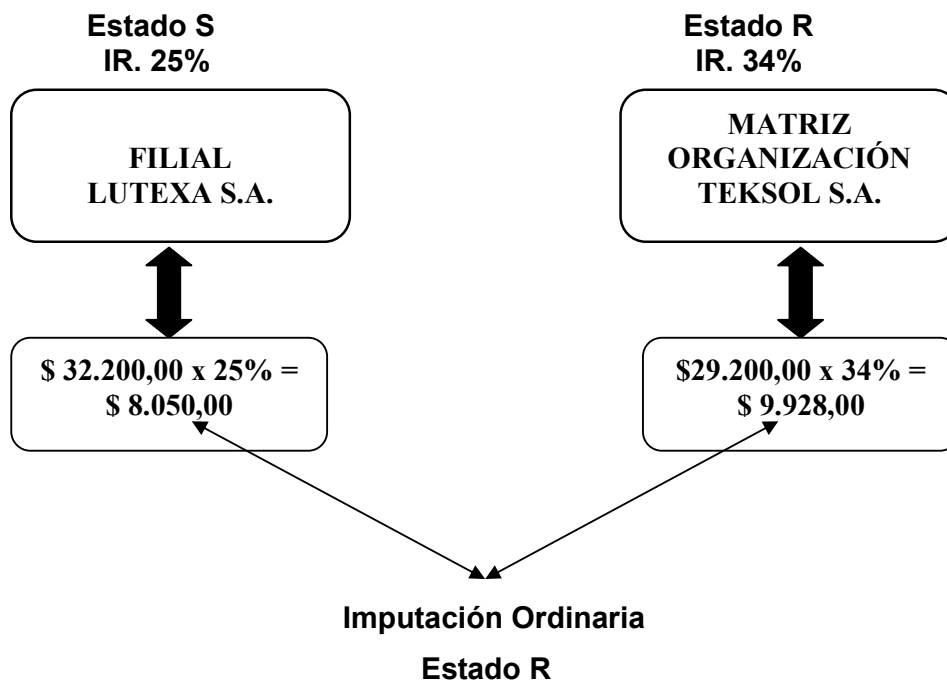 Estado S
IR. 25%
Estado R
IR. 34%
FILIAL
LUTEXA S.A.
MATRIZ
ORGANIZACIÓN
TEKSOL S.A.
$ 32.200,00 x 25% =
$ 8.050,00
$29.200,00 x 34% =
$ 9.928,00
Imputación Ordinaria
Estado R